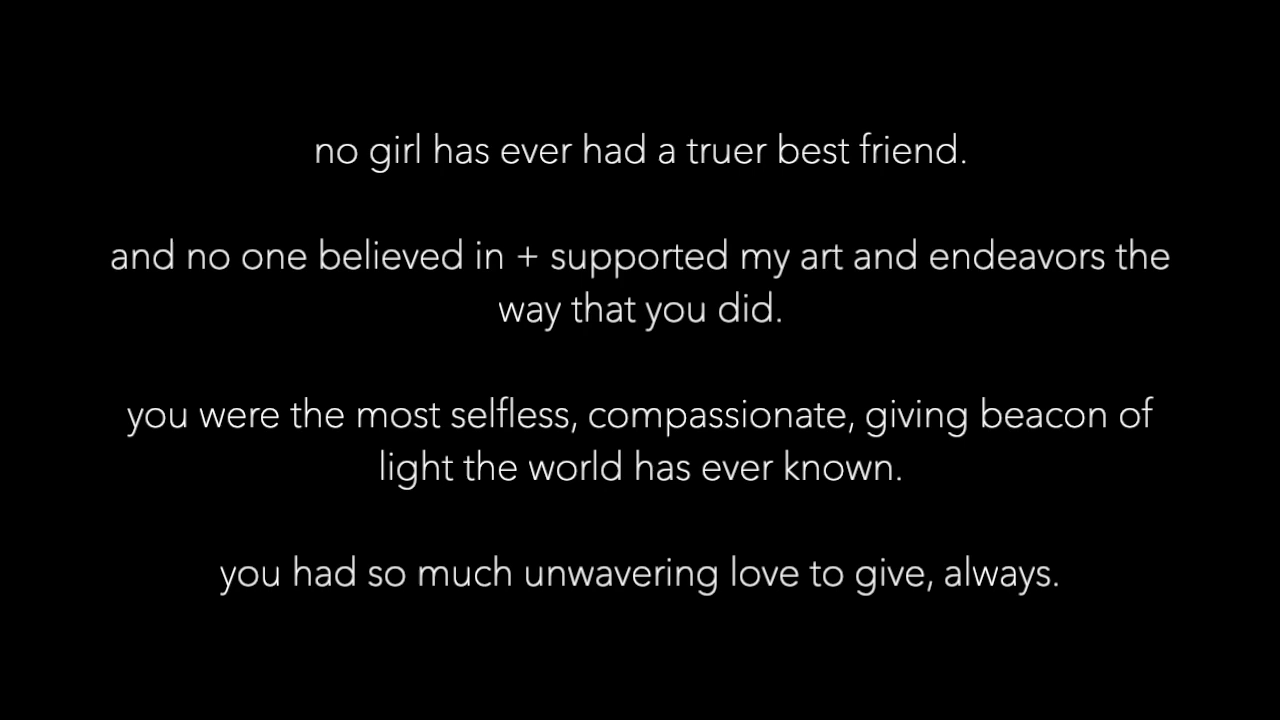 no girl has ever had a truer best friend.
and no one believed in + supported my art and endeavors the
way that you did.
you were the most selfless, compassionate, giving beacon of
light the world has ever known.
you had so much unwavering love to give, always.